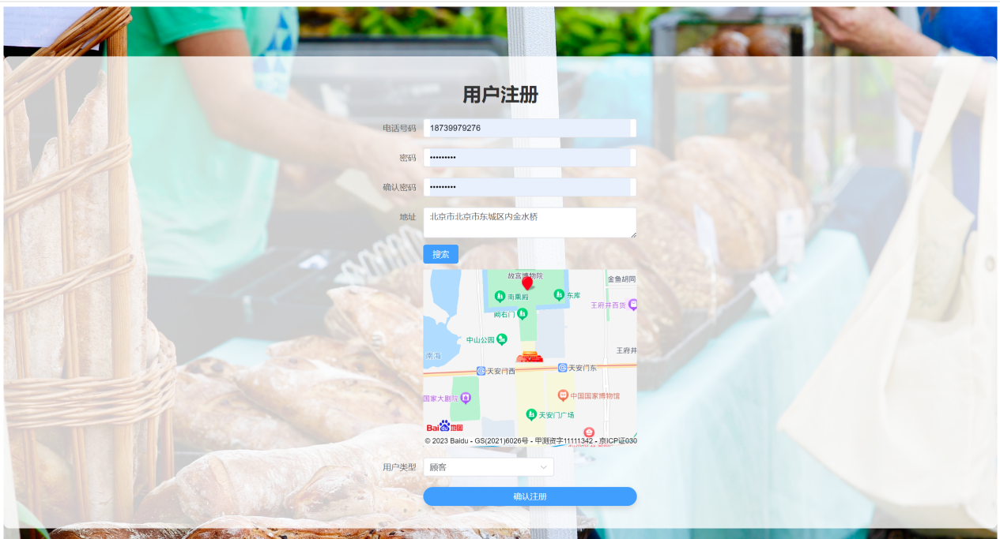 用户注册
电话号码
18739979276
密码
•••••••••
确认密码
•••••••••
地址
北京市北京市东城区内金水桥
搜索
故宫博物院
金鱼胡同
南熏殿
东库
王府井百货
阙右门
中山公园
王府井
南海
天安门西
天安门东
国家大剧院
中国国家博物馆
天安门广场
Bai du 地图
© 2023 Baidu - GS(2021)6026号 - 甲测资字11111342 - 京ICP证030
用户类型
顾客
确认注册